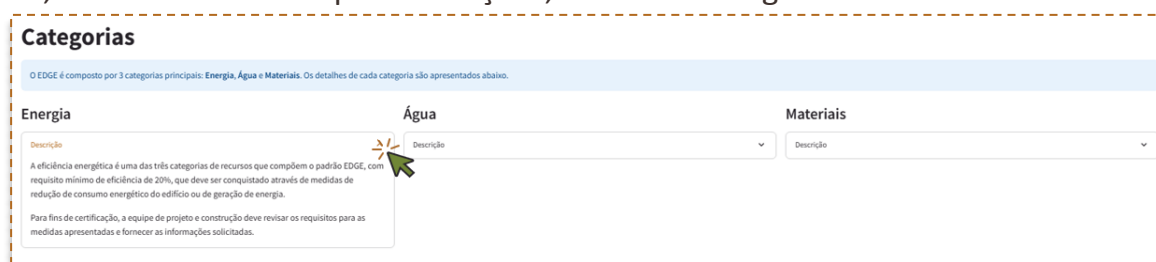 Categorias
O EDGE é composto por 3 categorias principais: Energia, Água e Materiais. Os detalhes de cada categoria são apresentados abaixo.
Energia
Descrição
A eficiência energética é uma das três categorias de recursos que compõem o padrão EDGE, com
requisito mínimo de eficiência de 20%, que deve ser conquistado através de medidas de
redução de consumo energético do edifício ou de geração de energia.
Para fins de certificação, a equipe de projeto e construção deve revisar os requisitos para as
medidas apresentadas e fornecer as informações solicitadas.
Água
Descrição
Materiais
Descrição